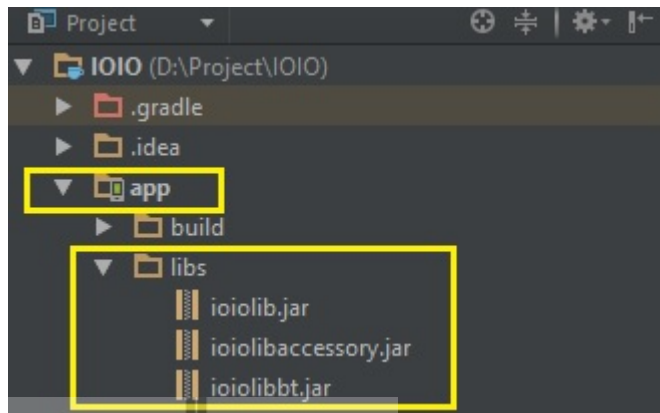 Project
IOIO (D:\Project\IOIO)
.gradle
.idea
app
build
libs
ioiolib.jar
ioiolibaccessory.jar
ioiolibbt.jar